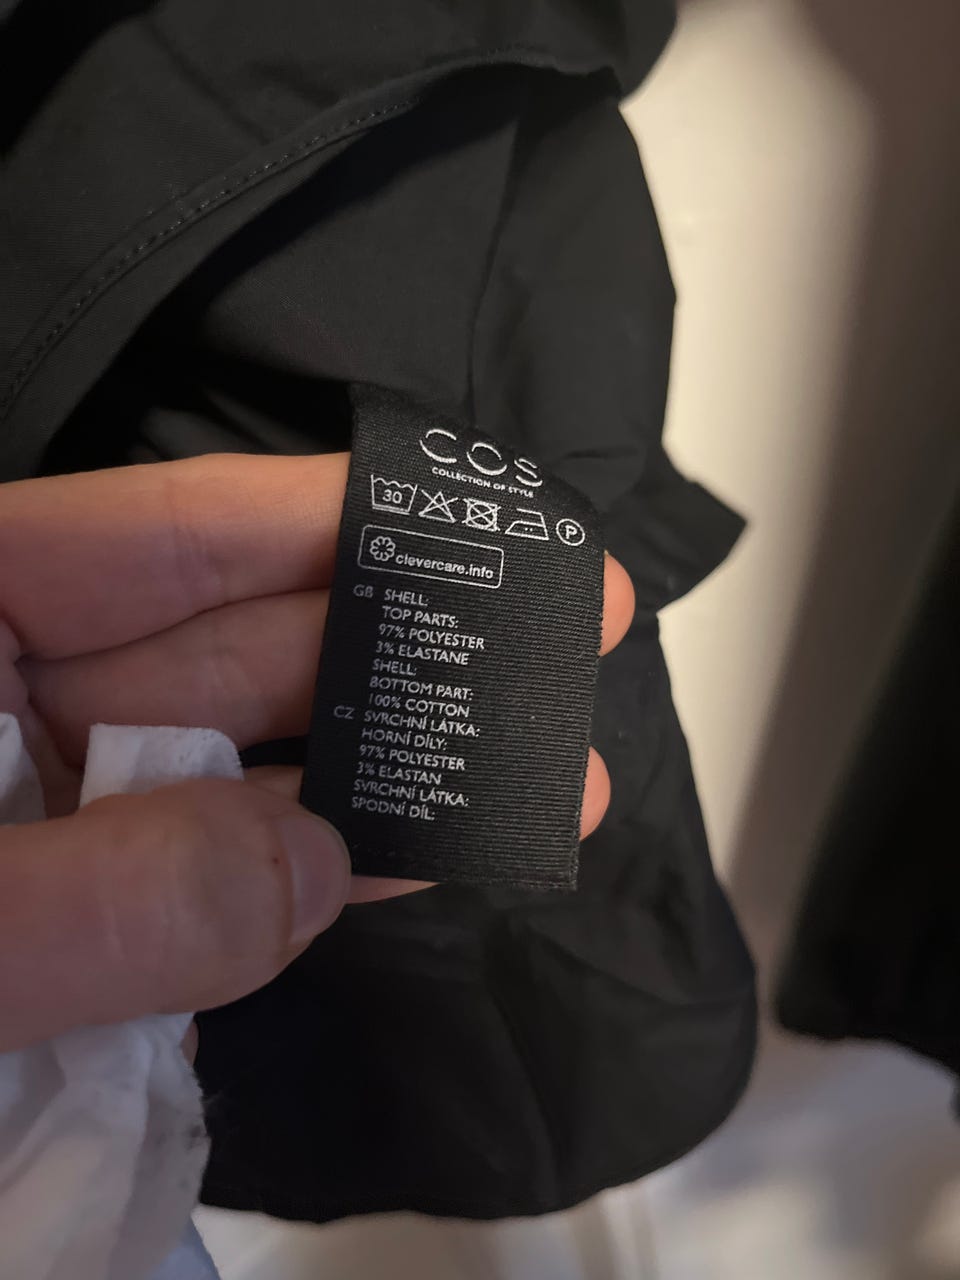 COS
COLLECTION OF STYLE
30 P
clevercare.info
GB SHELL:
TOP PARTS:
97% POLYESTER
3% ELASTANE
SHELL:
BOTTOM PART:
100% COTTON
CZ SVRCHNÍ LÁTKA:
HORNÍ DÍLY:
97% POLYESTER
3% ELASTAN
SVRCHNÍ LÁTKA:
SPODNÍ DÍL: